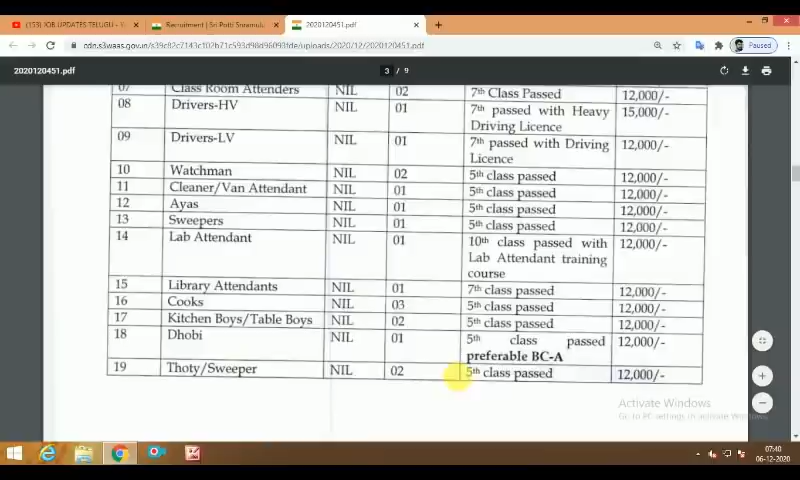 (153) JOB UPDATES TELUGU - Y
Recruitment | Sri Potti Sriramulu
2020120451.pdf
cdn.s3waas.gov.in/s39c82c7143c102b71c593d98d96093fde/uploads/2020/12/2020120451.pdf
Paused
2020120451.pdf
3 / 9
07 Class Room Attenders NIL 02 7th Class Passed 12,000/-
08 Drivers-HV NIL 01 7th passed with Heavy 15,000/-
Driving Licence
09 Drivers-LV NIL 01 7th passed with Driving 12,000/-
Licence
10 Watchman NIL 02 5th class passed 12,000/-
11 Cleaner/Van Attendant NIL 01 5th class passed 12,000/-
12 Ayas NIL 01 5th class passed 12,000/-
13 Sweepers NIL 01 5th class passed 12,000/-
14 Lab Attendant NIL 01 10th class passed with 12,000/-
Lab Attendant training
course
15 Library Attendants NIL 01 7th class passed 12,000/-
16 Cooks NIL 03 5th class passed 12,000/-
17 Kitchen Boys/Table Boys NIL 02 5th class passed 12,000/-
18 Dhobi NIL 01 5th class passed 12,000/-
preferable BC-A
19 Thoty/Sweeper NIL 02 5th class passed 12,000/-
Activate Windows
Go to PC settings to activate Windows.
07:40
06-12-2020